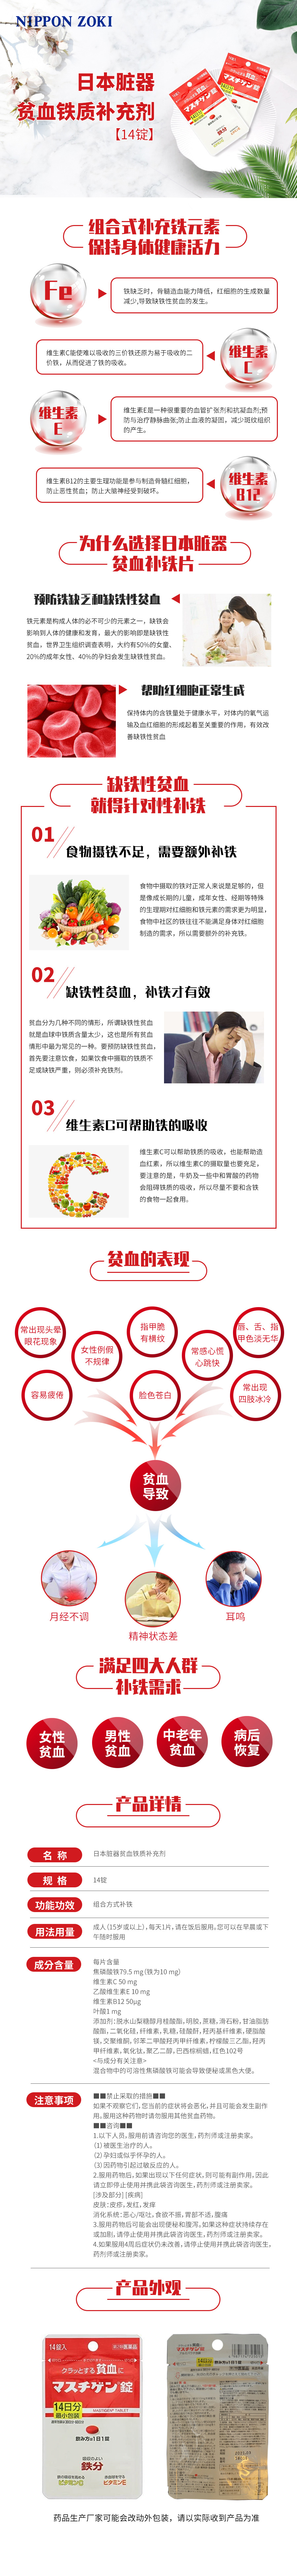 NIPPON ZOKI
日本脏器
贫血铁质补充剂
【14锭】
组合式补充铁元素
保持身体健康活力
Fe
铁缺乏时，骨髓造血能力降低，红细胞的生成数量
减少,导致缺铁性贫血的发生。
维生素C能使难以吸收的三价铁还原为易于吸收的二
价铁，从而促进了铁的吸收。
维生素
C
维生素
E
维生素E是一种很重要的血管扩张剂和抗凝血剂;预
防与治疗静脉曲张;防止血液的凝固，减少斑纹组织
的产生。
维生素B12的主要生理功能是参与制造骨髓红细胞，
防止恶性贫血；防止大脑神经受到破坏。
维生素
B12
为什么选择日本脏器
贫血补铁片
预防铁缺乏和缺铁性贫血
铁元素是构成人体的必不可少的元素之一，缺铁会
影响到人体的健康和发育，最大的影响即是缺铁性
贫血，世界卫生组织调查表明，大约有50%的女童、
20%的成年女性、40%的孕妇会发生缺铁性贫血。
帮助红细胞正常生成
保持体内的含铁量处于健康水平，对体内的氧气运
输及血红细胞的形成起着至关重要的作用，有效改
善缺铁性贫血
缺铁性贫血
就得针对性补铁
01
食物摄铁不足，需要额外补铁
食物中摄取的铁对正常人来说是足够的，但
是像成长期的儿童，成年女性、经期等特殊
的生理期对红细胞和铁元素的需求更为明显，
食物中社区的铁往往不能满足身体对红细胞
制造的需求，所以需要额外的补充铁。
02
缺铁性贫血，补铁才有效
贫血分为几种不同的情形，所谓缺铁性贫血
就是血球中铁质含量太少，这也是所有贫血
情形中最为常见的一种。要预防缺铁性贫血，
首先要注意饮食，如果饮食中摄取的铁质不
足或缺铁严重，则必须补充铁剂。
03
维生素C可帮助铁的吸收
维生素C可以帮助铁质的吸收，也能帮助造
血红素，所以维生素C的摄取量也要充足，
要注意的是，牛奶及一些中和胃酸的药物
会阻碍铁质的吸收，所以尽量不要和含铁
的食物一起食用。
贫血的表现
常出现头晕
眼花现象
女性例假
不规律
指甲脆
有横纹
常感心慌
心跳快
唇、舌、指
甲色淡无华
容易疲倦
脸色苍白
常出现
四肢冰冷
贫血
导致
月经不调
精神状态差
耳鸣
满足四大人群
补铁需求
女性
贫血
男性
贫血
中老年
贫血
病后
恢复
产品详情
名 称
日本脏器贫血铁质补充剂
规 格
14锭
功能功效
组合方式补铁
用法用量
成人（15岁或以上），每天1片，请在饭后服用，您可以在早晨或下
午随时服用
成分含量
每片含量
焦磷酸铁79.5 mg（铁为10 mg）
维生素C 50 mg
乙酸维生素E 10 mg
维生素B12 50μg
叶酸1 mg
添加剂：脱水山梨糖醇月桂酸酯，明胶，蔗糖，滑石粉，甘油脂肪
酸酯，二氧化硅，纤维素，乳糖，硅酸酐，羟丙基纤维素，硬脂酸
镁，交聚维酮，邻苯二甲酸羟丙甲纤维素，柠檬酸三乙酯，羟丙
甲纤维素，氧化钛，聚乙二醇，巴西棕榈蜡，红色102号
<与成分有关注意>
混合物中的可溶性焦磷酸铁可能会导致便秘或黑色大便。
注意事项
■■禁止采取的措施■■
如果不观察它们，您当前的症状将会恶化，并且可能会发生副作
用。服用这种药物时请勿服用其他贫血药物。
■■咨询■■
1.以下人员，服用前请咨询您的医生，药剂师或注册卖家。
（1）被医生治疗的人。
（2）孕妇或似乎怀孕的人。
（3）因药物引起过敏反应的人。
2.服用药物后，如果出现以下任何症状，则可能有副作用，因此
请立即停止使用并携此袋咨询医生，药剂师或注册卖家。
[涉及部分] [疾病]
皮肤：皮疹，发红，发痒
消化系统：恶心/呕吐，食欲不振，胃部不适，腹痛
3.服用药物后可能会出现便秘和腹泻，如果这种症状持续存在
或加剧，请停止使用并携此袋咨询医生，药剂师或注册卖家。
4.如果服用4周后症状仍未改善，请停止使用并携此袋咨询医生，
药剂师或注册卖家。
产品外观
14錠入
クラッとする貧血に
マスチゲン錠
14日分
最小包装
MASTIGEN TABLET
飲み方は1日1錠
吸収のよい
鉄分
ビタミンC
ビタミンE
药品生产厂家可能会改动外包装，请以实际收到产品为准